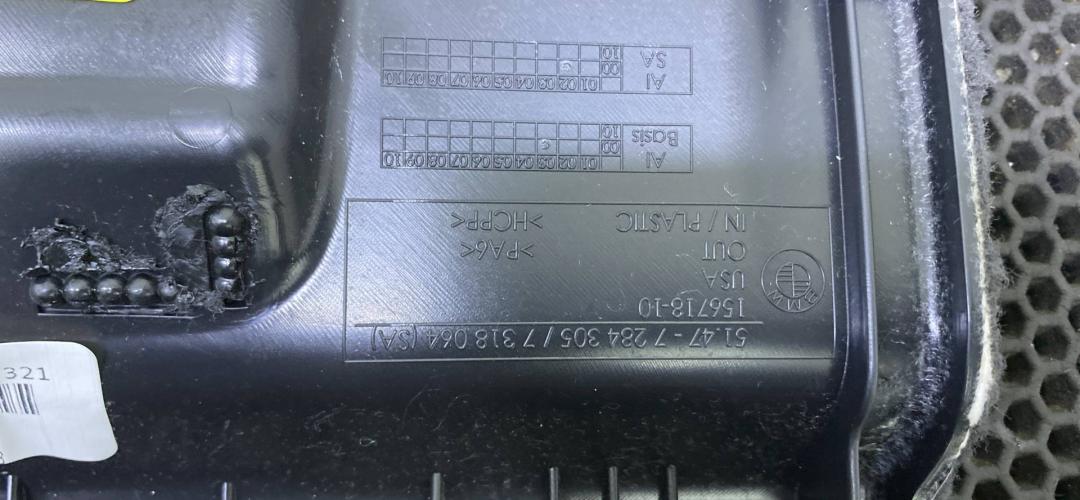 BMW
51.47 - 7 284 305 / 7 318 064 (SA)
156718-10
USA
OUT >PA6<
IN / PLASTIC >HCPP<
AI 01 02 03 04 05 06 07 08 09 10
Basis 00
10
AI 01 02 03 04 05 06 07 08 09 10
SA 00
10
321